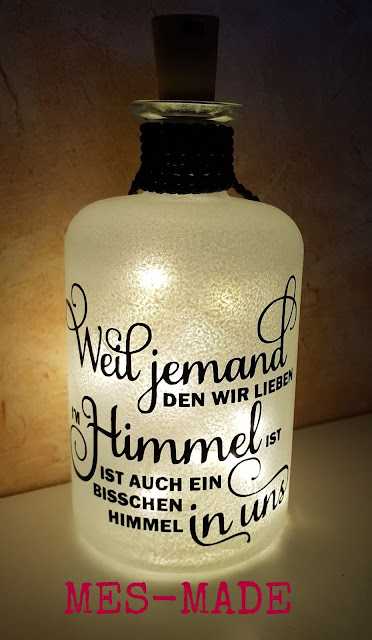 Weil jemand
DEN WIR LIEBEN
IM Himmel IST
IST AUCH EIN
BISSCHEN
HIMMEL in uns
MES-MADE